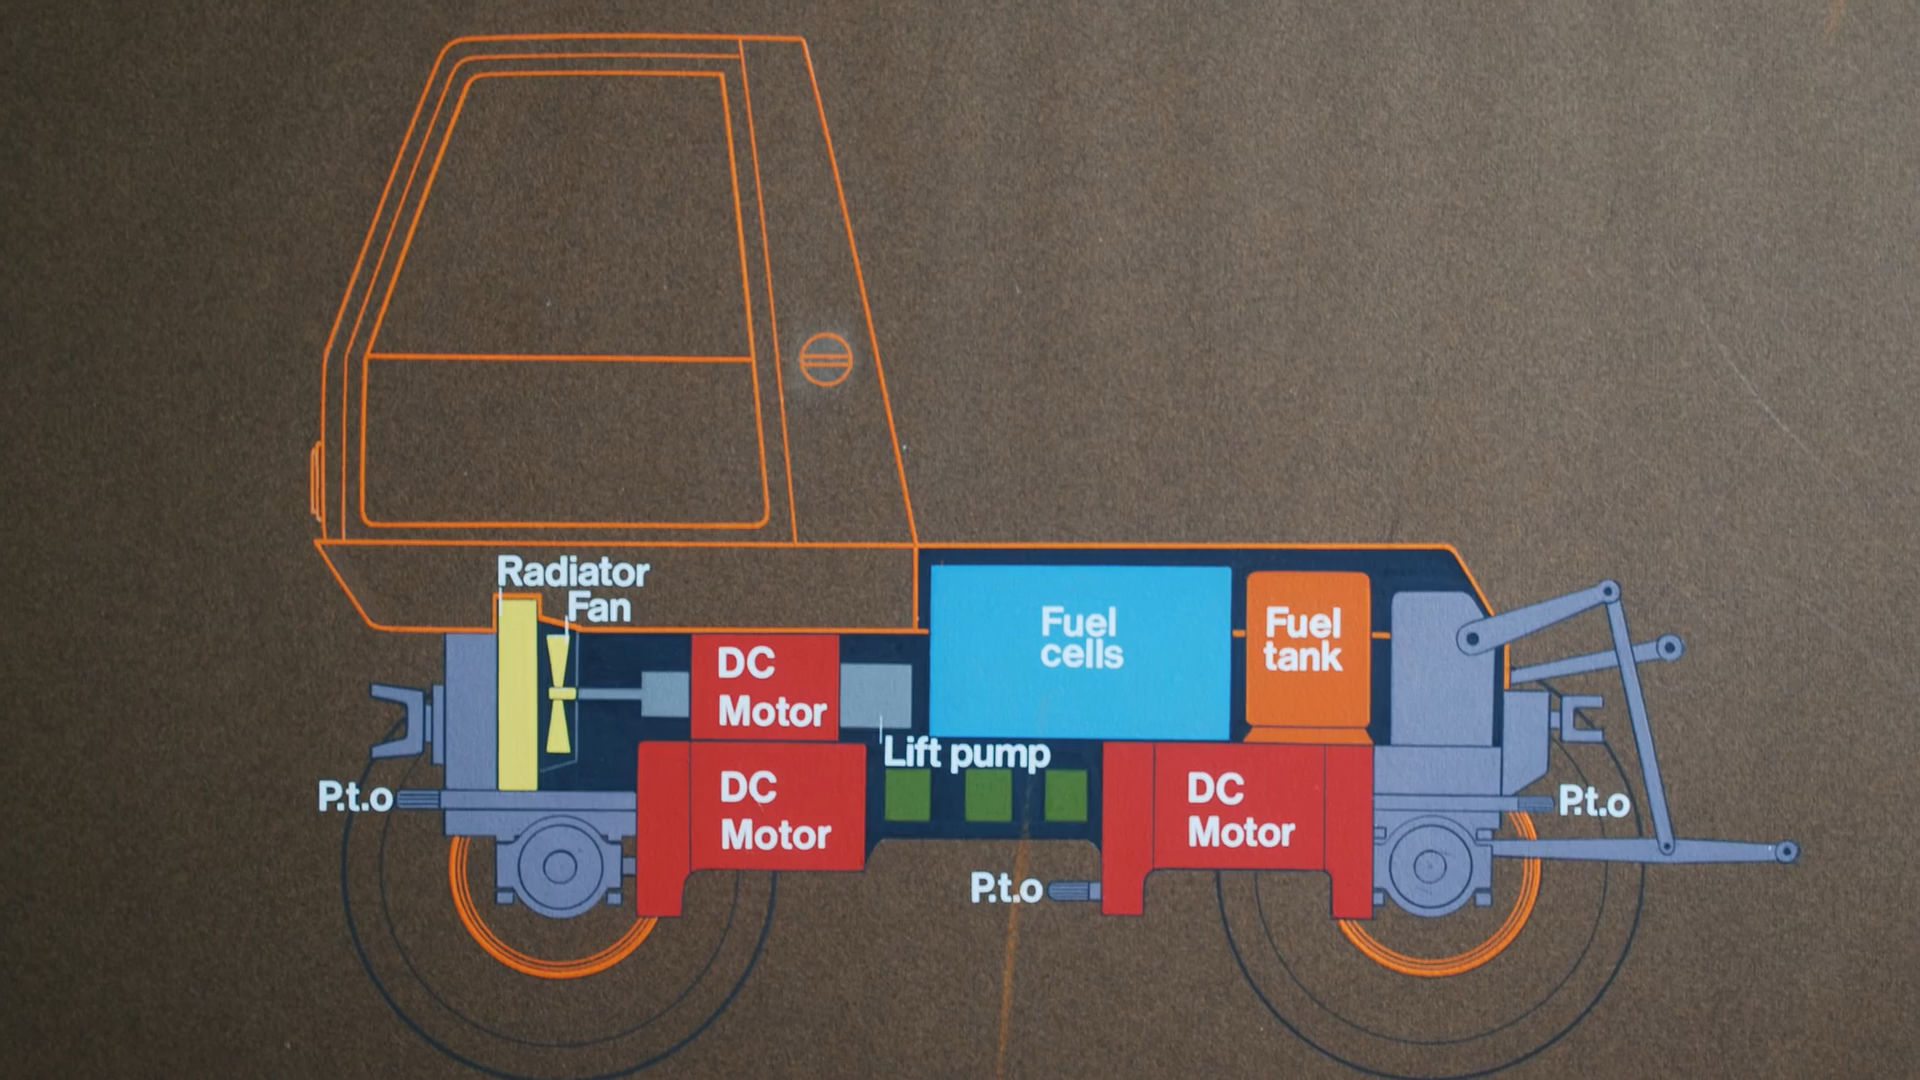 Radiator
Fan
DC
Motor
Fuel
cells
Fuel
tank
Lift pump
DC
Motor
DC
Motor
P.t.o
P.t.o
P.t.o